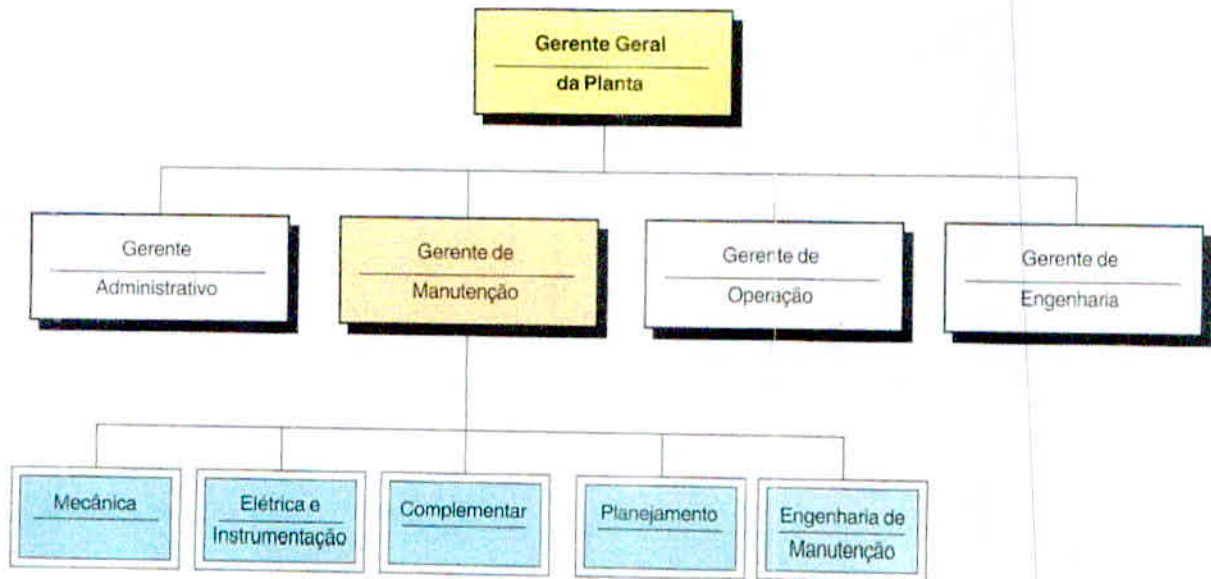 Gerente Geral
da Planta
Gerente
Administrativo
Gerente de
Manutenção
Gerente de
Operação
Gerente de
Engenharia
Mecânica
Elétrica e
Instrumentação
Complementar
Planejamento
Engenharia de
Manutenção